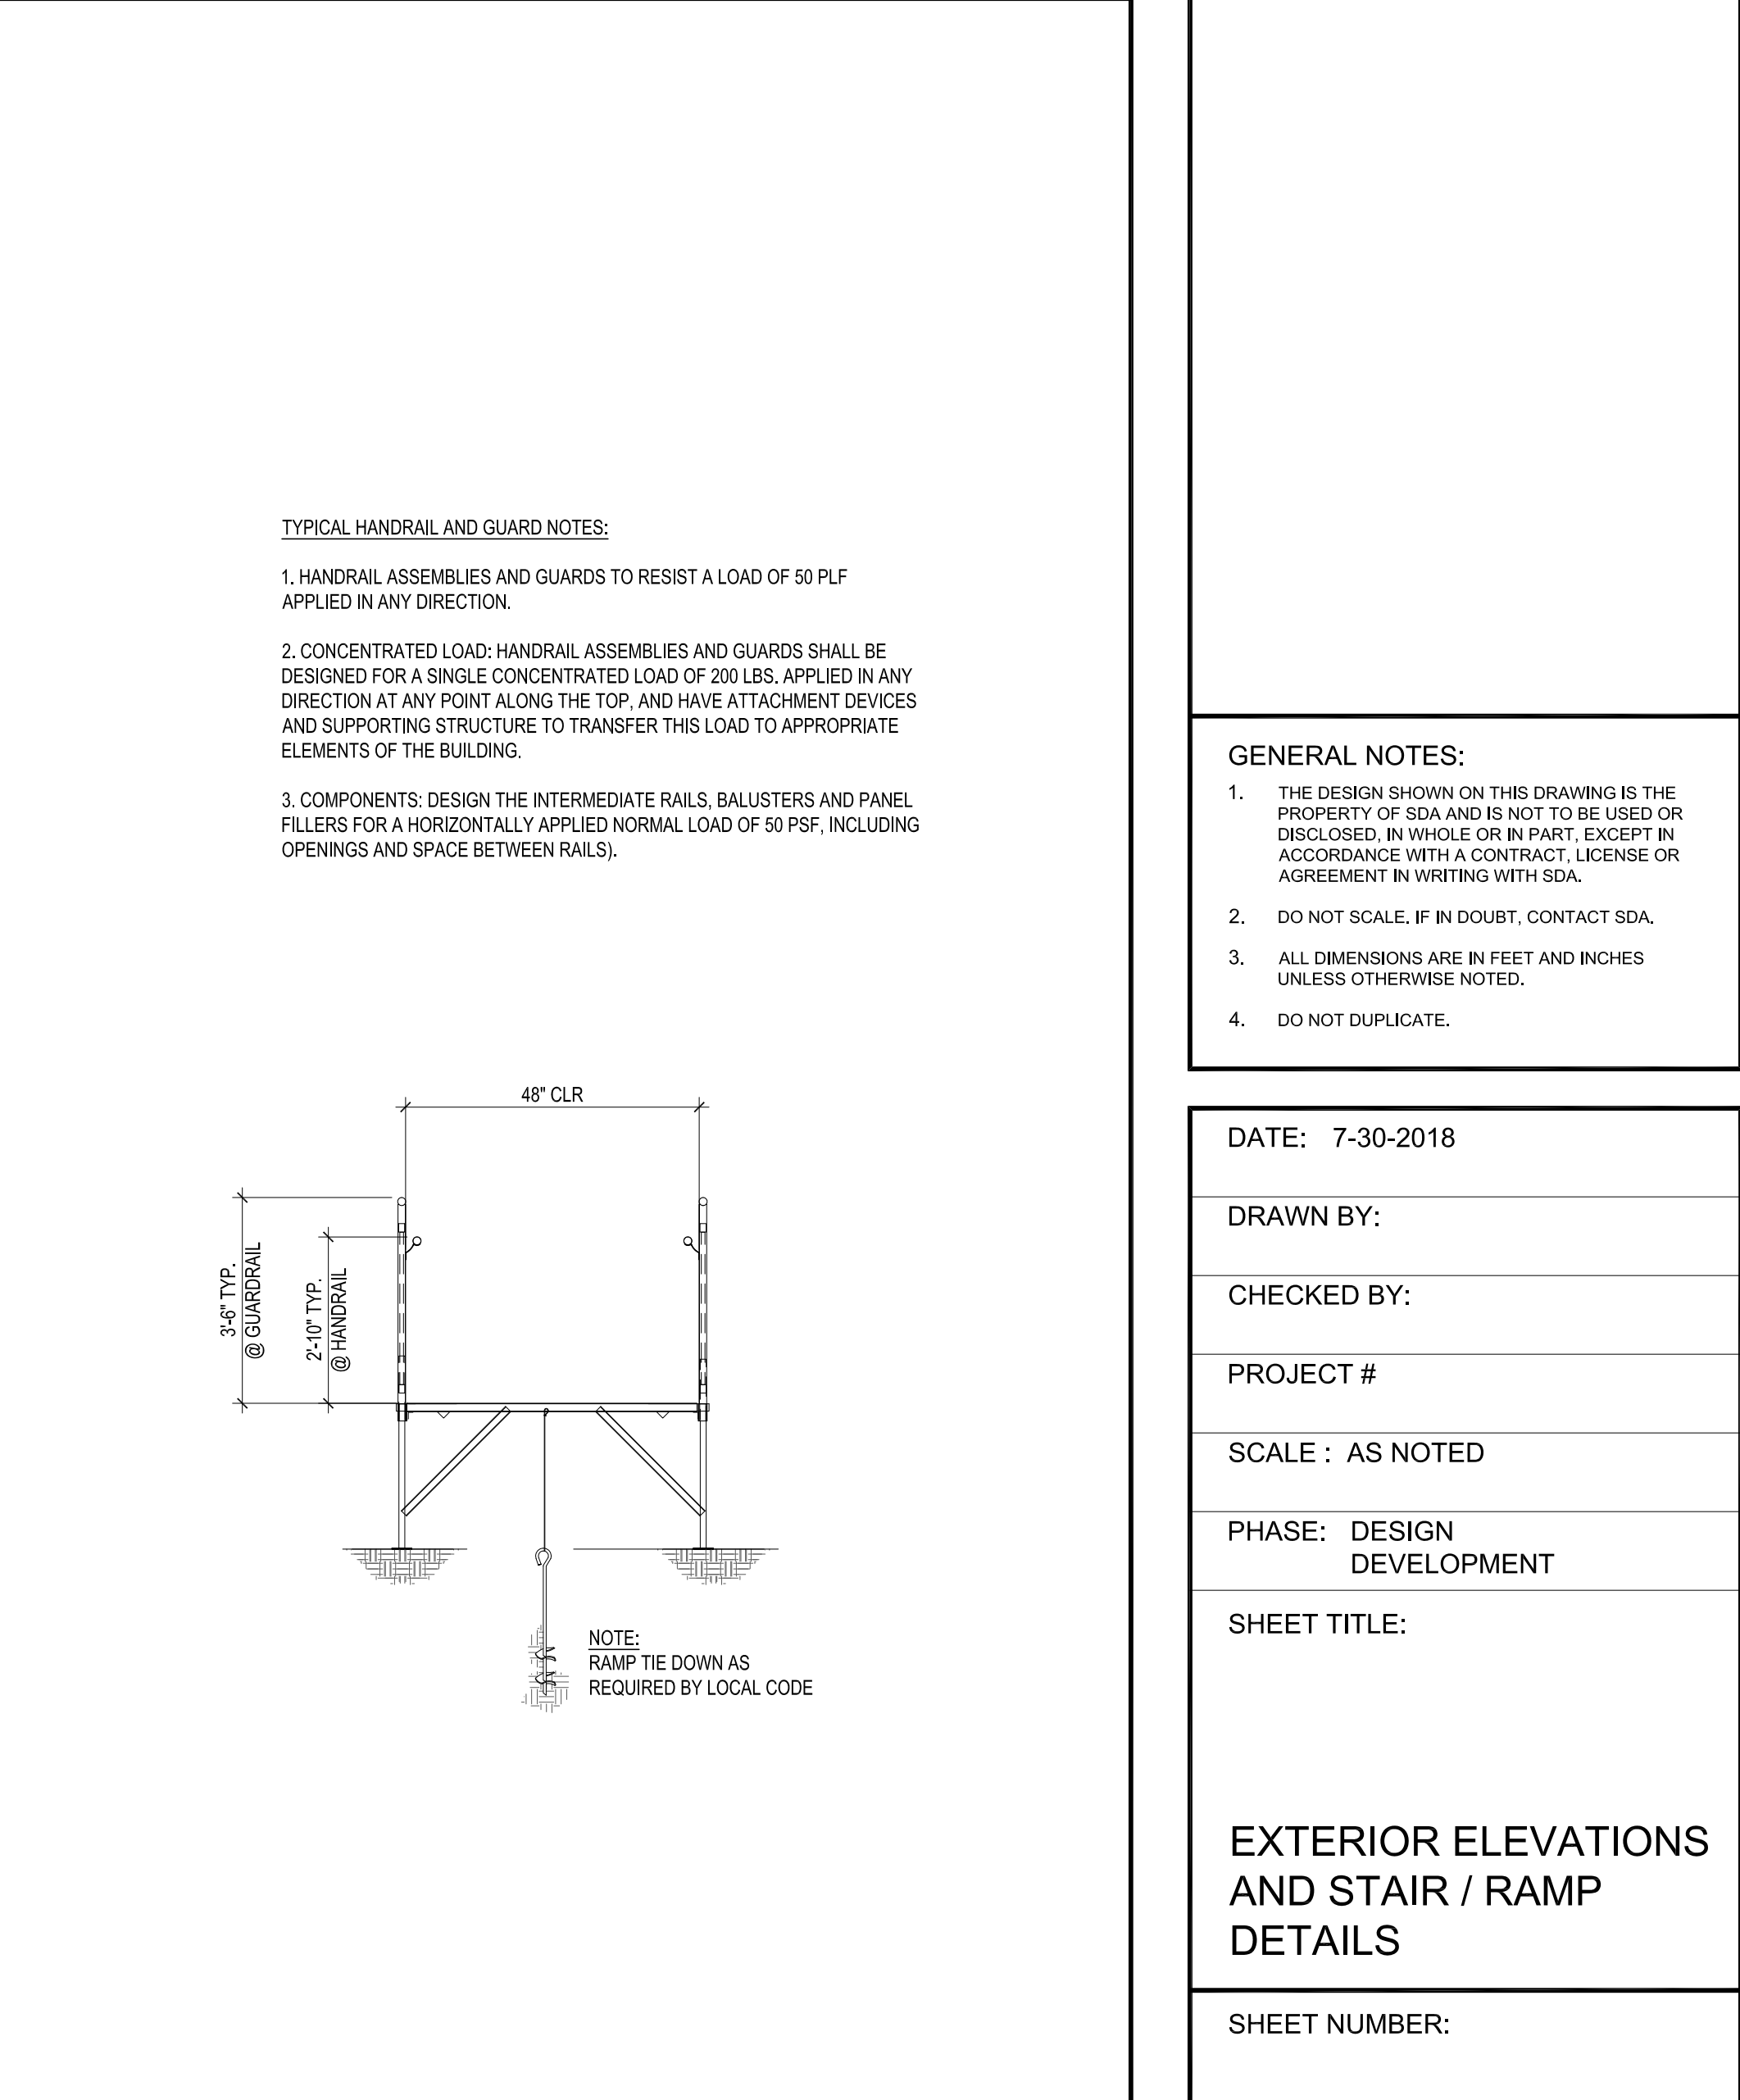 TYPICAL HANDRAIL AND GUARD NOTES:
1. HANDRAIL ASSEMBLIES AND GUARDS TO RESIST A LOAD OF 50 PLF
APPLIED IN ANY DIRECTION.
2. CONCENTRATED LOAD: HANDRAIL ASSEMBLIES AND GUARDS SHALL BE
DESIGNED FOR A SINGLE CONCENTRATED LOAD OF 200 LBS. APPLIED IN ANY
DIRECTION AT ANY POINT ALONG THE TOP, AND HAVE ATTACHMENT DEVICES
AND SUPPORTING STRUCTURE TO TRANSFER THIS LOAD TO APPROPRIATE
ELEMENTS OF THE BUILDING.
3. COMPONENTS: DESIGN THE INTERMEDIATE RAILS, BALUSTERS AND PANEL
FILLERS FOR A HORIZONTALLY APPLIED NORMAL LOAD OF 50 PSF, INCLUDING
OPENINGS AND SPACE BETWEEN RAILS).
48" CLR
3'-6" TYP.
@ GUARDRAIL
2'-10" TYP.
@ HANDRAIL
NOTE:
RAMP TIE DOWN AS
REQUIRED BY LOCAL CODE
GENERAL NOTES:
1. THE DESIGN SHOWN ON THIS DRAWING IS THE
PROPERTY OF SDA AND IS NOT TO BE USED OR
DISCLOSED, IN WHOLE OR IN PART, EXCEPT IN
ACCORDANCE WITH A CONTRACT, LICENSE OR
AGREEMENT IN WRITING WITH SDA.
2. DO NOT SCALE. IF IN DOUBT, CONTACT SDA.
3. ALL DIMENSIONS ARE IN FEET AND INCHES
UNLESS OTHERWISE NOTED.
4. DO NOT DUPLICATE.
DATE: 7-30-2018
DRAWN BY:
CHECKED BY:
PROJECT #
SCALE : AS NOTED
PHASE: DESIGN
DEVELOPMENT
SHEET TITLE:
EXTERIOR ELEVATIONS
AND STAIR / RAMP
DETAILS
SHEET NUMBER: